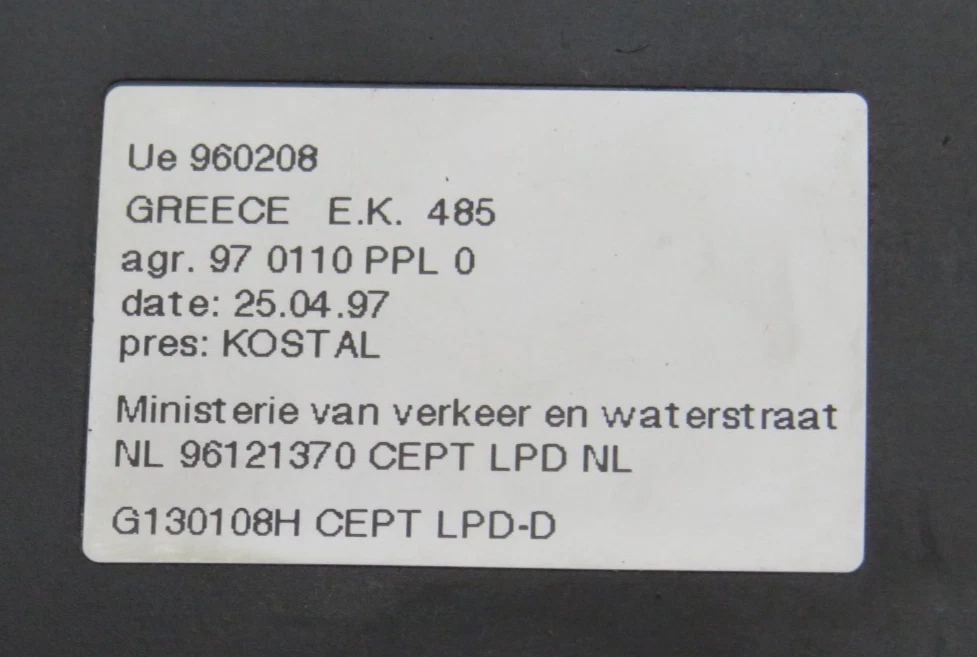 Ue 960208
GREECE E.K. 485
agr. 97 0110 PPL 0
date: 25.04.97
pres: KOSTAL
Ministerie van verkeer en waterstraat
NL 96121370 CEPT LPD NL
G130108H CEPT LPD-D